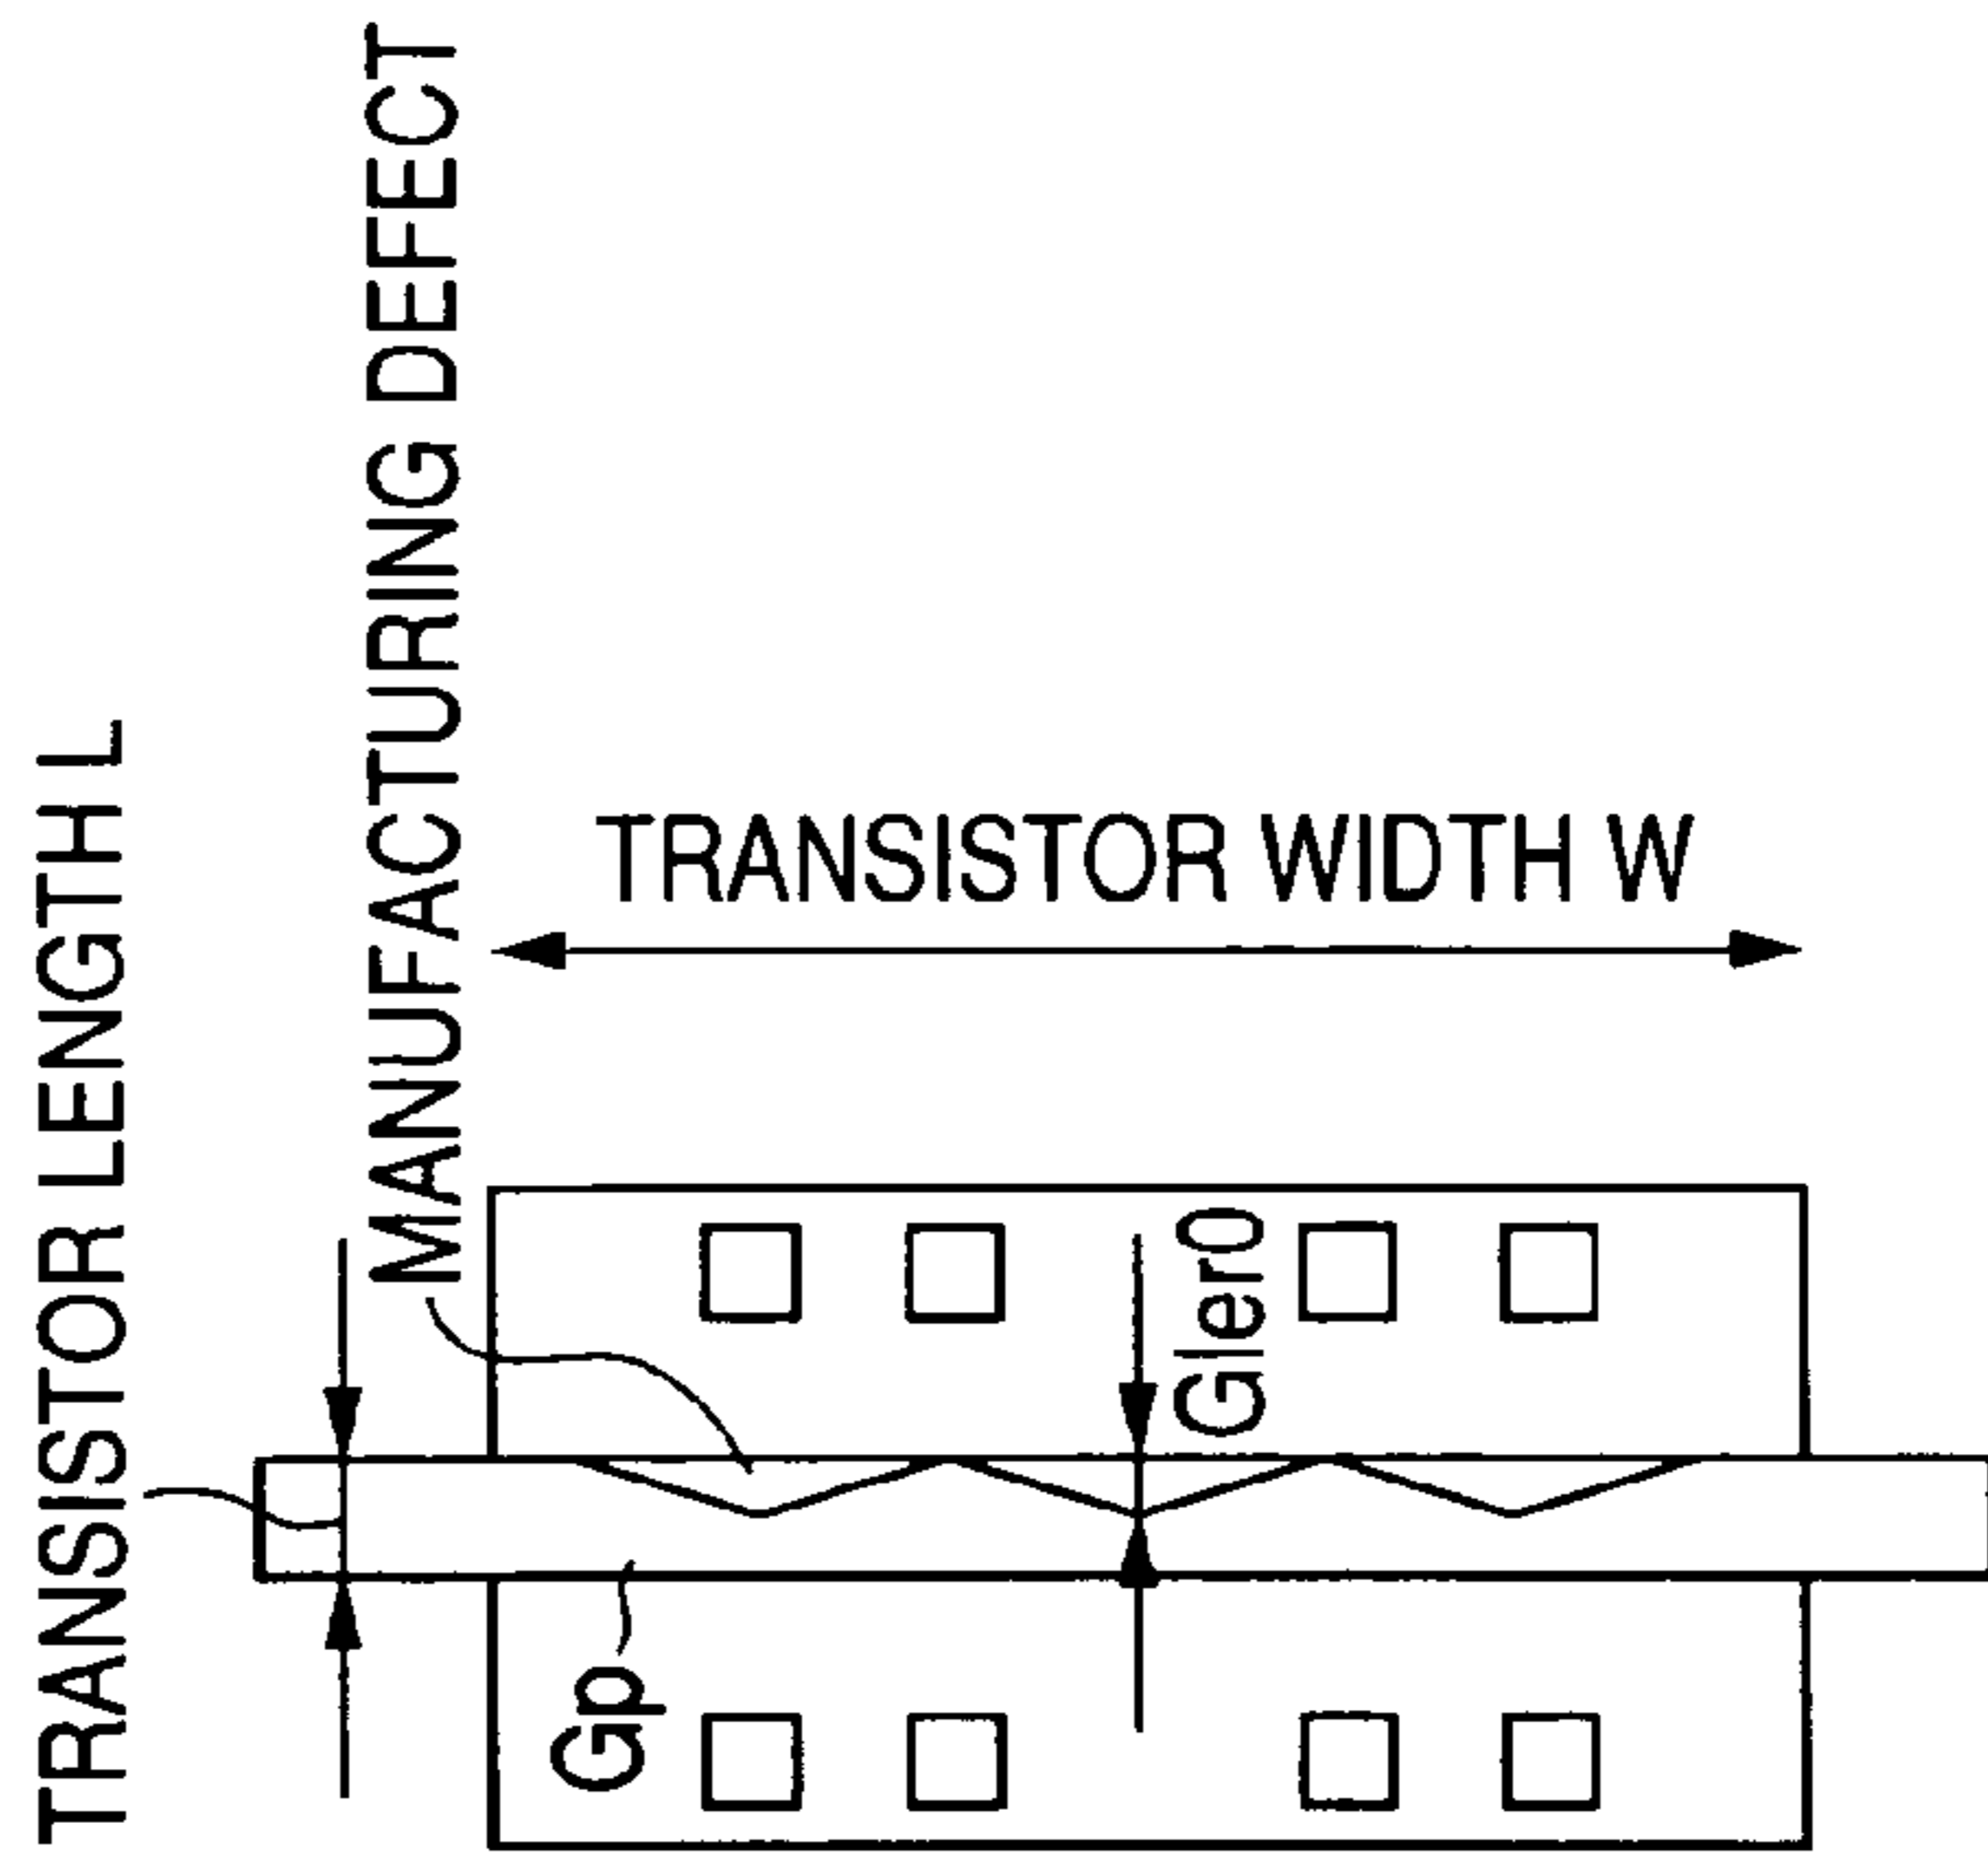 TRANSISTOR LENGTH L
MANUFACTURING DEFECT
TRANSISTOR WIDTH W
Gler0
Gp